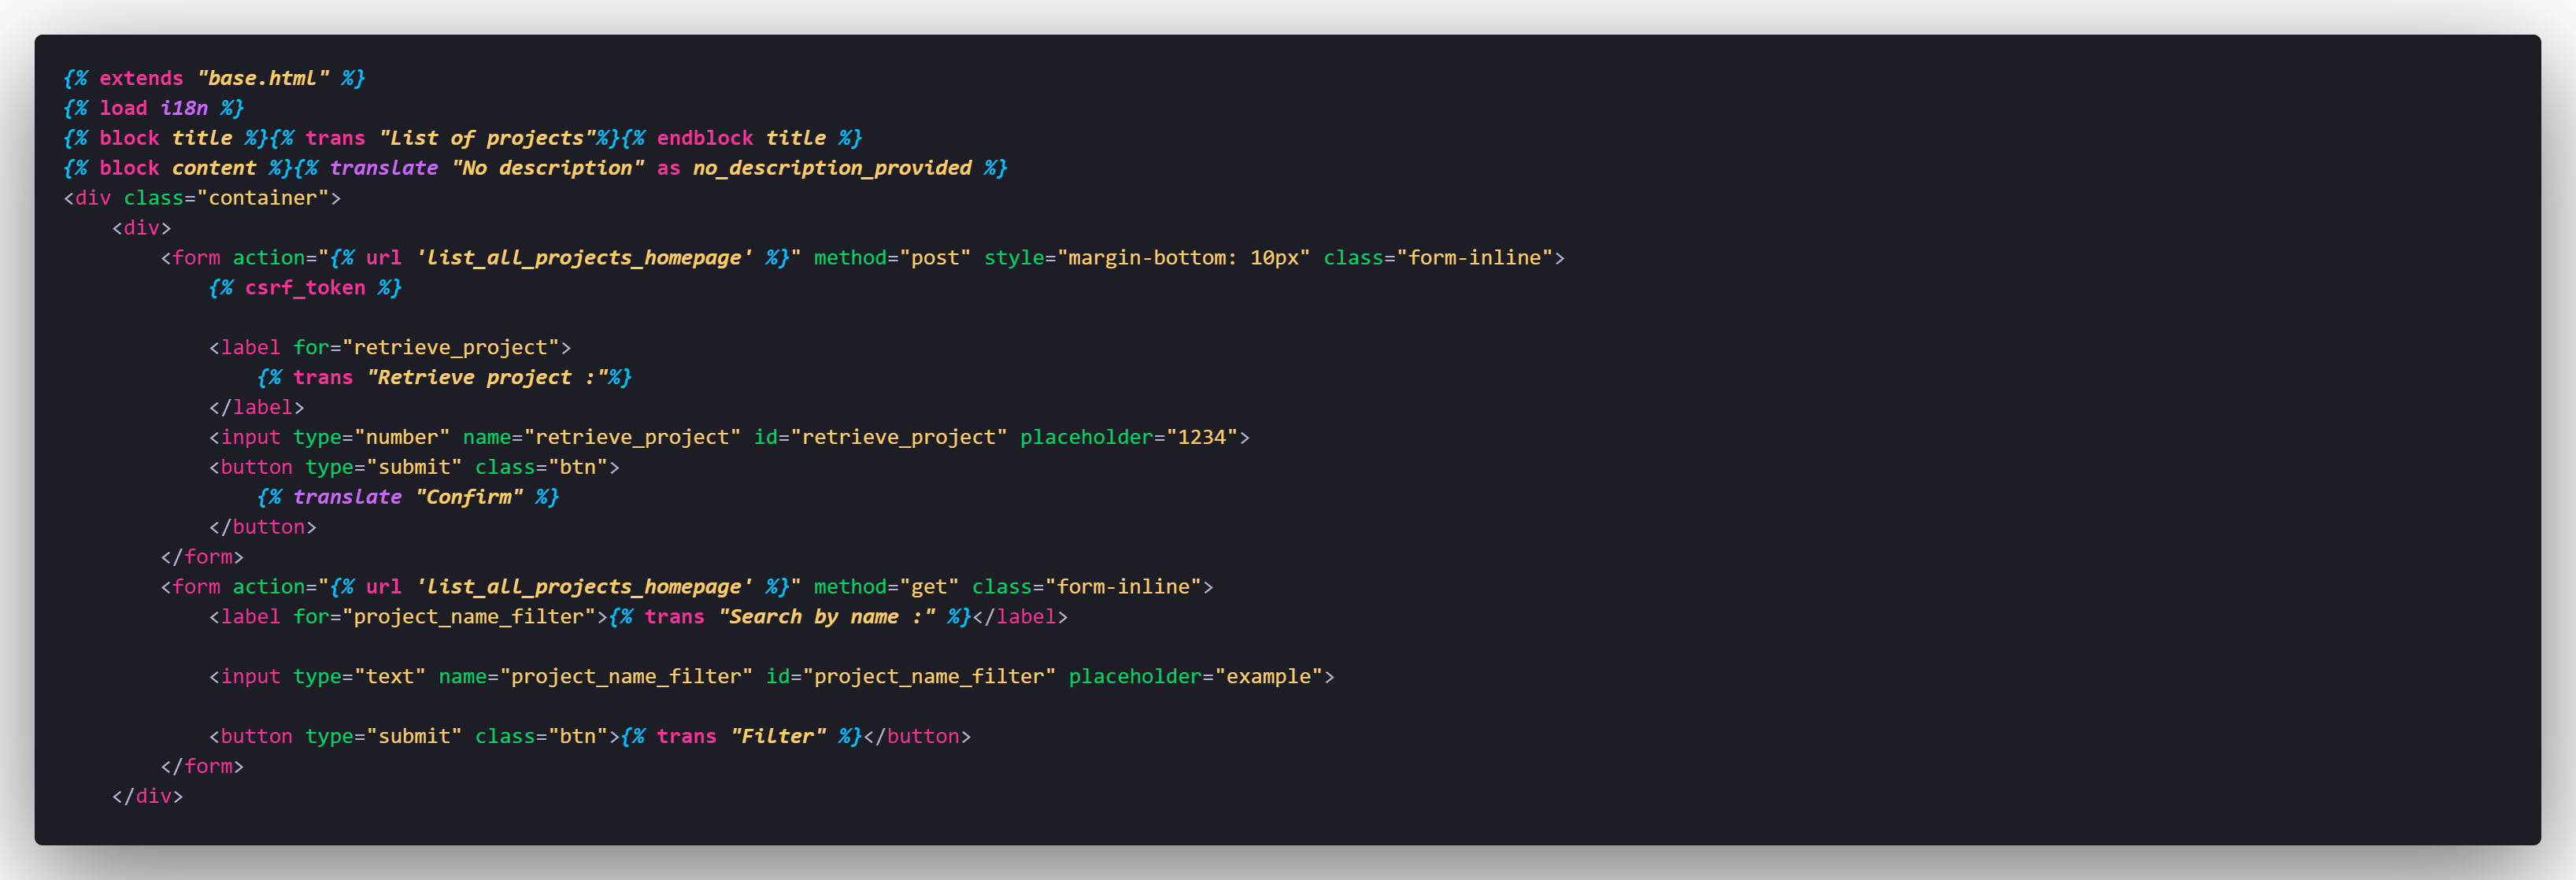 {% extends "base.html" %}
{% load i18n %}
{% block title %}{% trans "List of projects"%}{% endblock title %}
{% block content %}{% translate "No description" as no_description_provided %}
<div class="container">
    <div>
        <form action="{% url 'list_all_projects_homepage' %}" method="post" style="margin-bottom: 10px" class="form-inline">
            {% csrf_token %}

            <label for="retrieve_project">
                {% trans "Retrieve project :"%}
            </label>
            <input type="number" name="retrieve_project" id="retrieve_project" placeholder="1234">
            <button type="submit" class="btn">
                {% translate "Confirm" %}
            </button>
        </form>
        <form action="{% url 'list_all_projects_homepage' %}" method="get" class="form-inline">
            <label for="project_name_filter">{% trans "Search by name :" %}</label>

            <input type="text" name="project_name_filter" id="project_name_filter" placeholder="example">

            <button type="submit" class="btn">{% trans "Filter" %}</button>
        </form>
    </div>